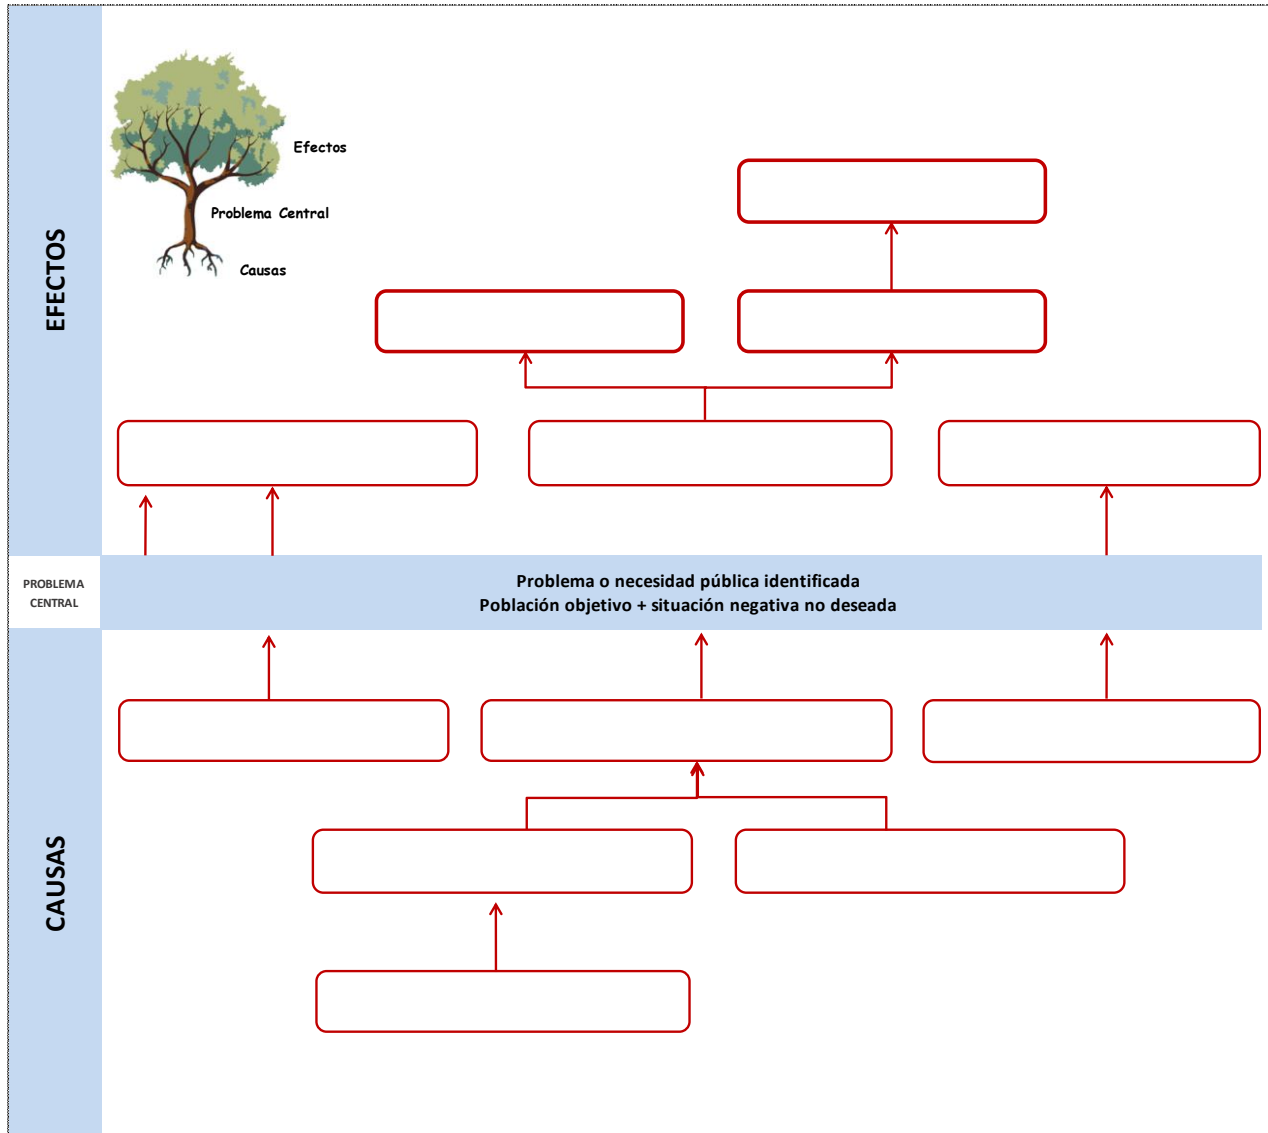 EFECTOS
Efectos
Problema Central
Causas
PROBLEMA
CENTRAL
Problema o necesidad pública identificada
Población objetivo + situación negativa no deseada
CAUSAS